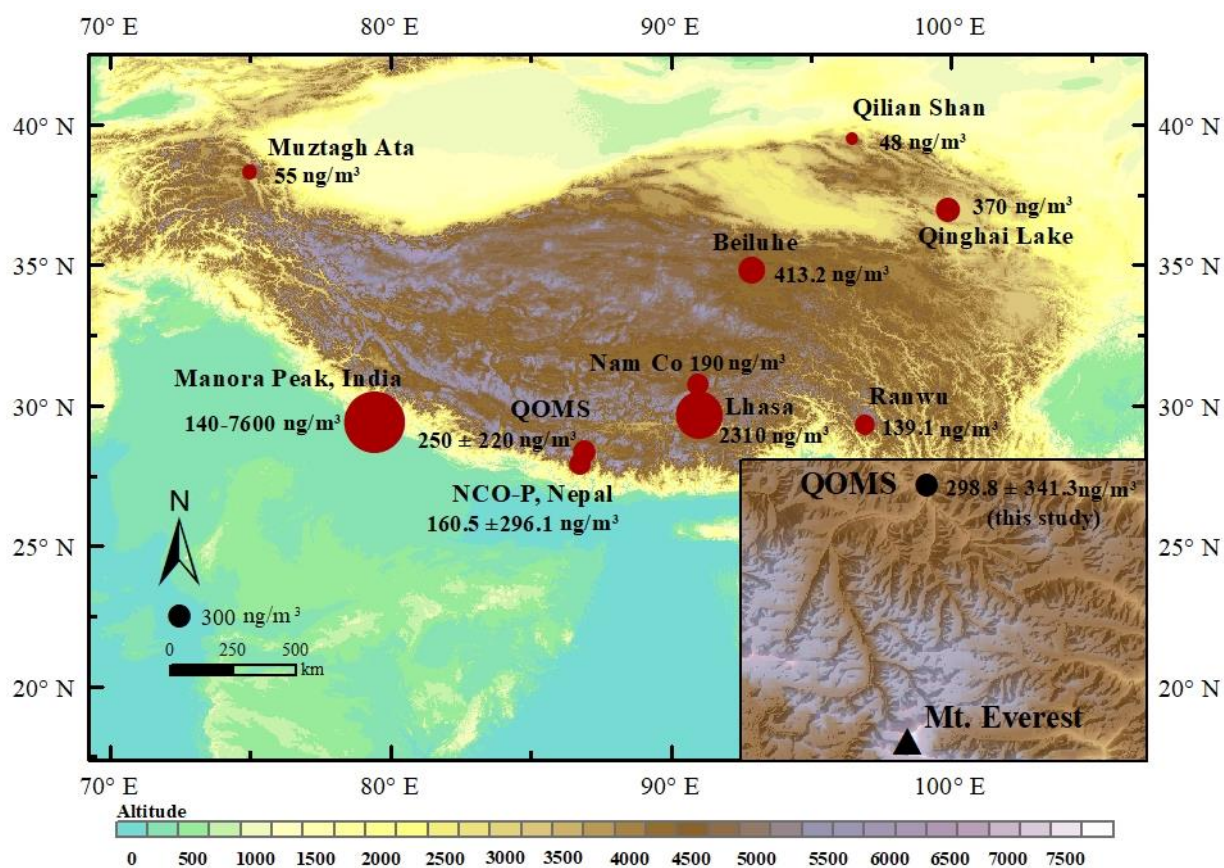 70° E 80° E 90° E 100° E
40° N 40° N
35° N 35° N
30° N 30° N
25° N 25° N
20° N 20° N
Qilian Shan
48 ng/m³
Muztagh Ata
55 ng/m³
370 ng/m³
Qinghai Lake
Beiluhe
413.2 ng/m³
Nam Co 190 ng/m³
Manora Peak, India
140-7600 ng/m³
QOMS
250 ± 220 ng/m³
Lhasa
2310 ng/m³
Ranwu
139.1 ng/m³
NCO-P, Nepal
160.5 ±296.1 ng/m³
N
300 ng/m³
0 250 500
km
QOMS
298.8 ± 341.3ng/m³
(this study)
Mt. Everest
70° E 80° E 90° E 100° E
Altitude
0 500 1000 1500 2000 2500 3000 3500 4000 4500 5000 5500 6000 6500 7000 7500